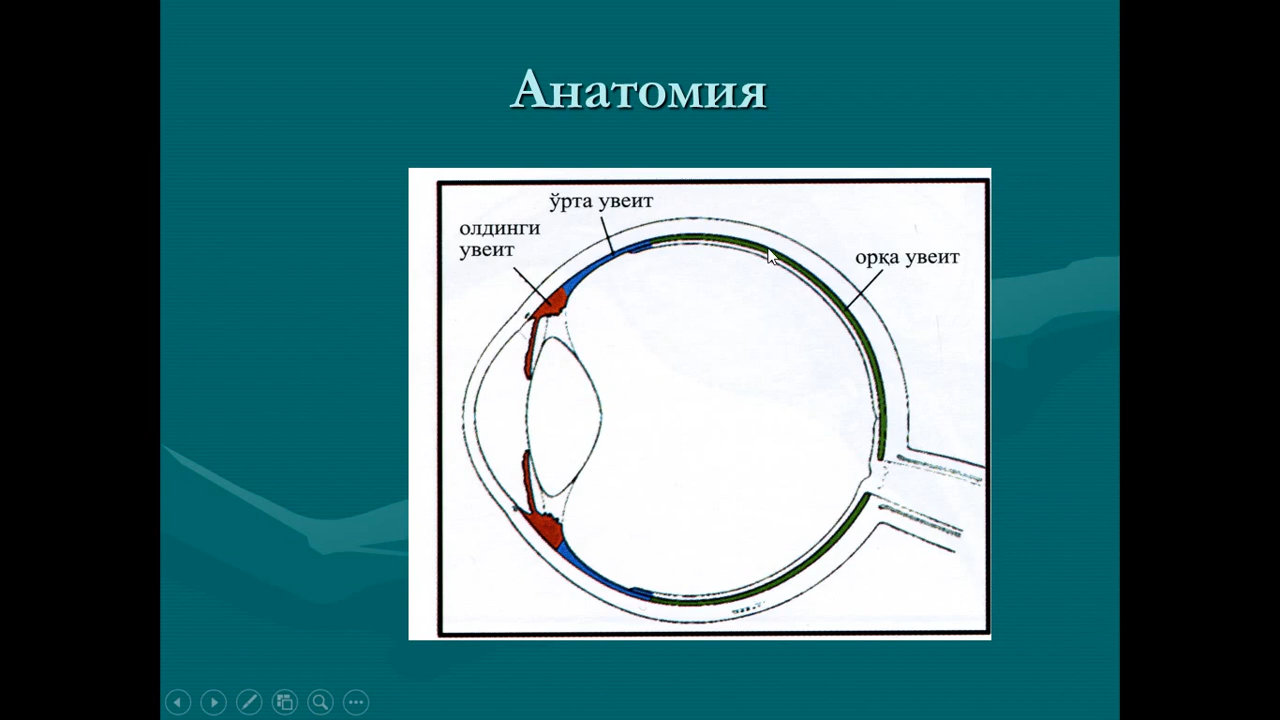 Анатомия
ўрта увеит
олдинги
увеит
орқа увеит